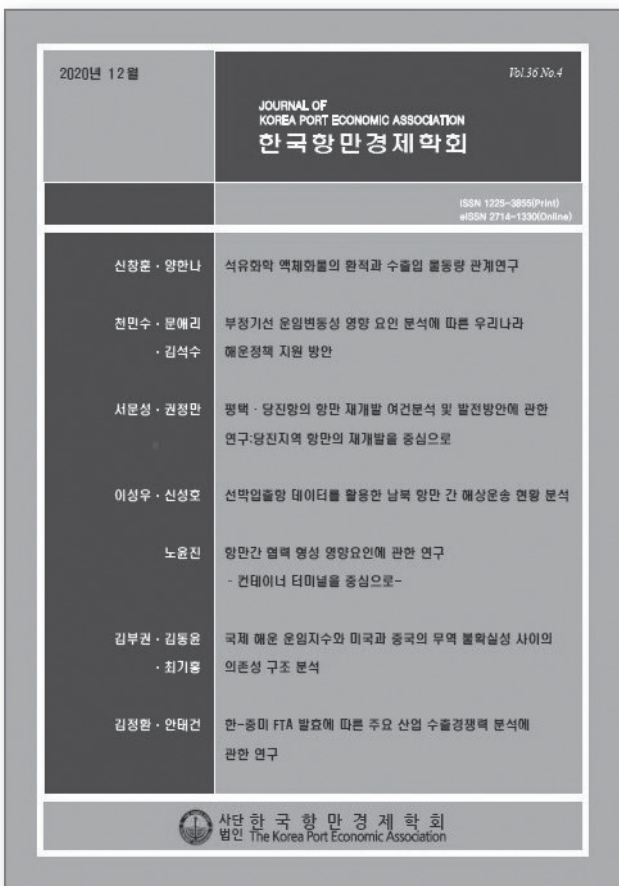 2020년 12월
Vol.36 No.4
JOURNAL OF
KOREA PORT ECONOMIC ASSOCIATION
한국항만경제학회
ISSN 1225-3855(Print)
eISSN 2714-1330(Online)
신창훈·양한나 석유화학 액체화물의 환적과 수출입 물동량 관계연구
천민수·문애리 부정기선 운임변동성 영향 요인 분석에 따른 우리나라
·김석수 해운정책 지원 방안
서문성·권정만 평택·당진항의 항만 재개발 여건분석 및 발전방안에 관한
연구:당진지역 항만의 재개발을 중심으로
이성우·신성호 선박입출항 데이터를 활용한 남북 항만 간 해상운송 현황 분석
노윤진 항만간 협력 형성 영향요인에 관한 연구
- 컨테이너 터미널을 중심으로-
김부권·김동윤 국제 해운 운임지수와 미국과 중국의 무역 불확실성 사이의
·최기홍 의존성 구조 분석
김정환·안태건 한-중미 FTA 발효에 따른 주요 산업 수출경쟁력 분석에
관한 연구
사단 한국항만경제학회
법인 The Korea Port Economic Association